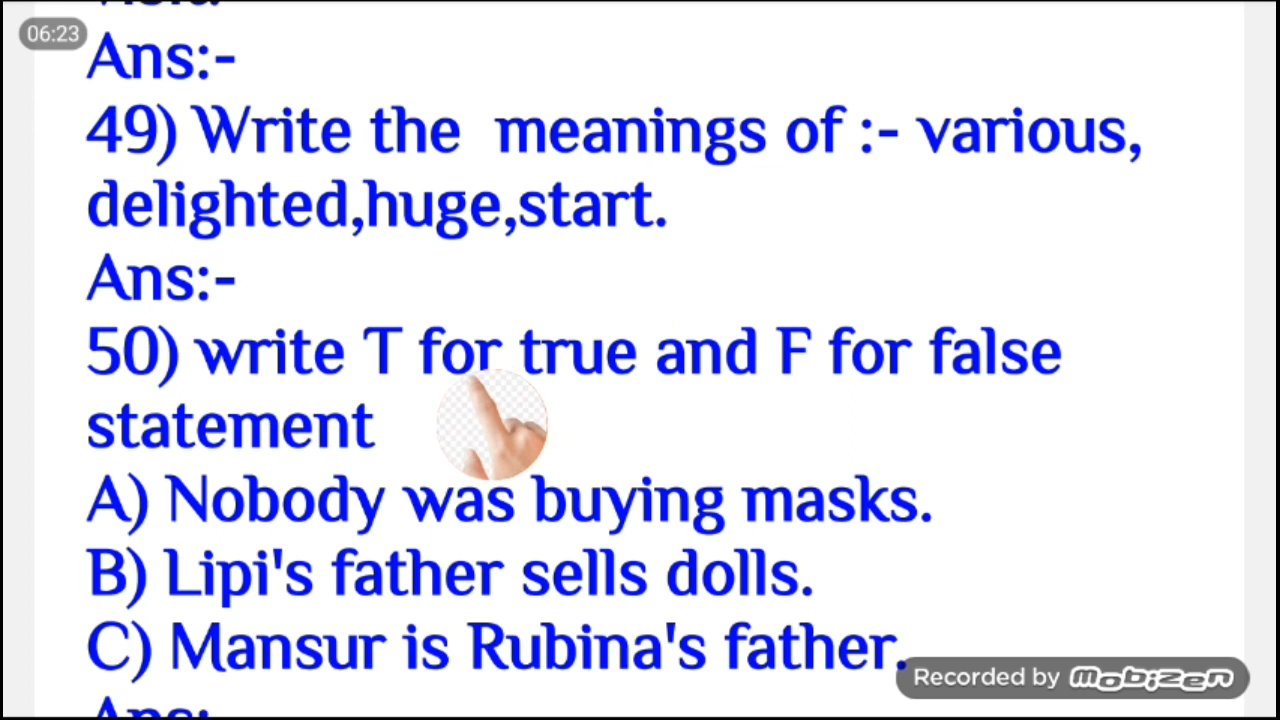 06:23
Ans:-
49) Write the meanings of :- various,
delighted,huge,start.
Ans:-
50) write T for true and F for false
statement
A) Nobody was buying masks.
B) Lipi's father sells dolls.
C) Mansur is Rubina's father.
Recorded by Mobizen